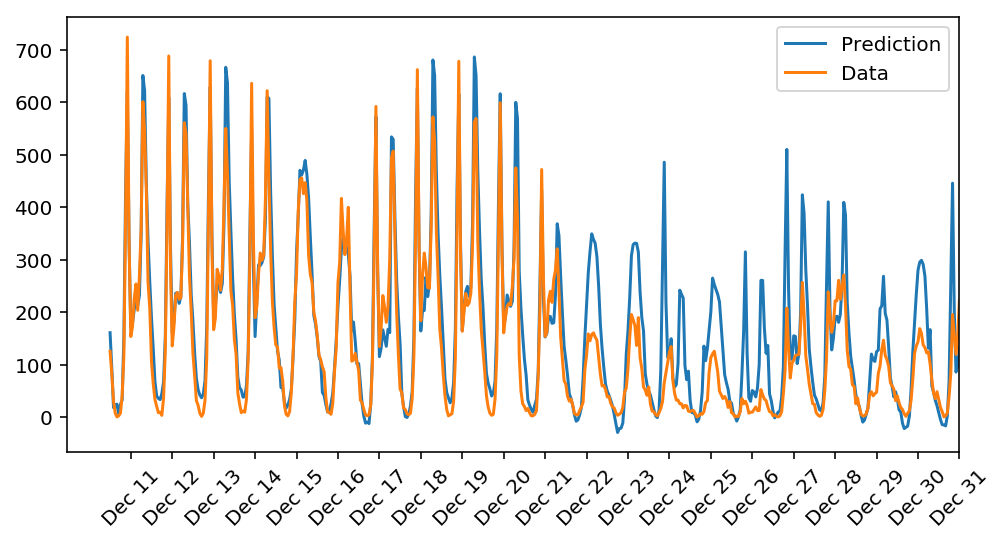 Prediction
Data
700
600
500
400
300
200
100
0
Dec 11
Dec 12
Dec 13
Dec 14
Dec 15
Dec 16
Dec 17
Dec 18
Dec 19
Dec 20
Dec 21
Dec 22
Dec 23
Dec 24
Dec 25
Dec 26
Dec 27
Dec 28
Dec 29
Dec 30
Dec 31